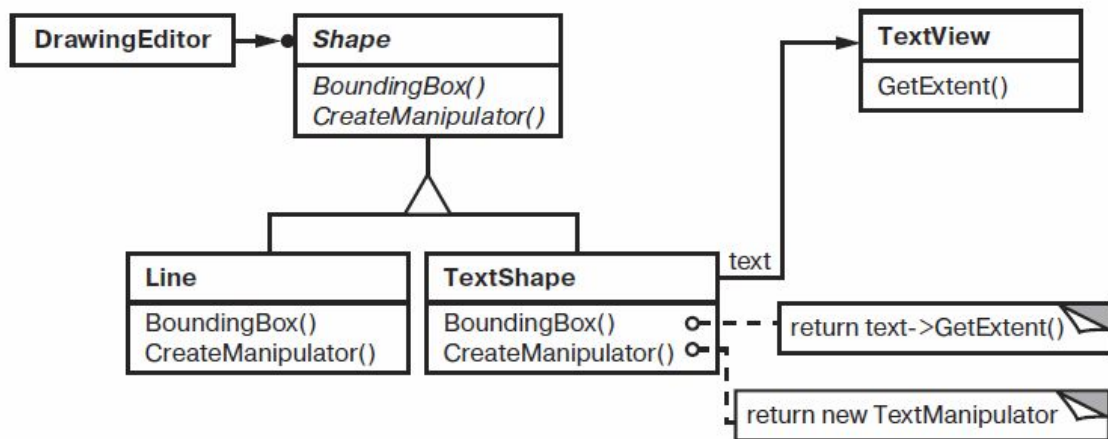 DrawingEditor
Shape
BoundingBox()
CreateManipulator()
TextView
GetExtent()
Line
BoundingBox()
CreateManipulator()
TextShape
BoundingBox()
CreateManipulator()
text
return text->GetExtent()
return new TextManipulator